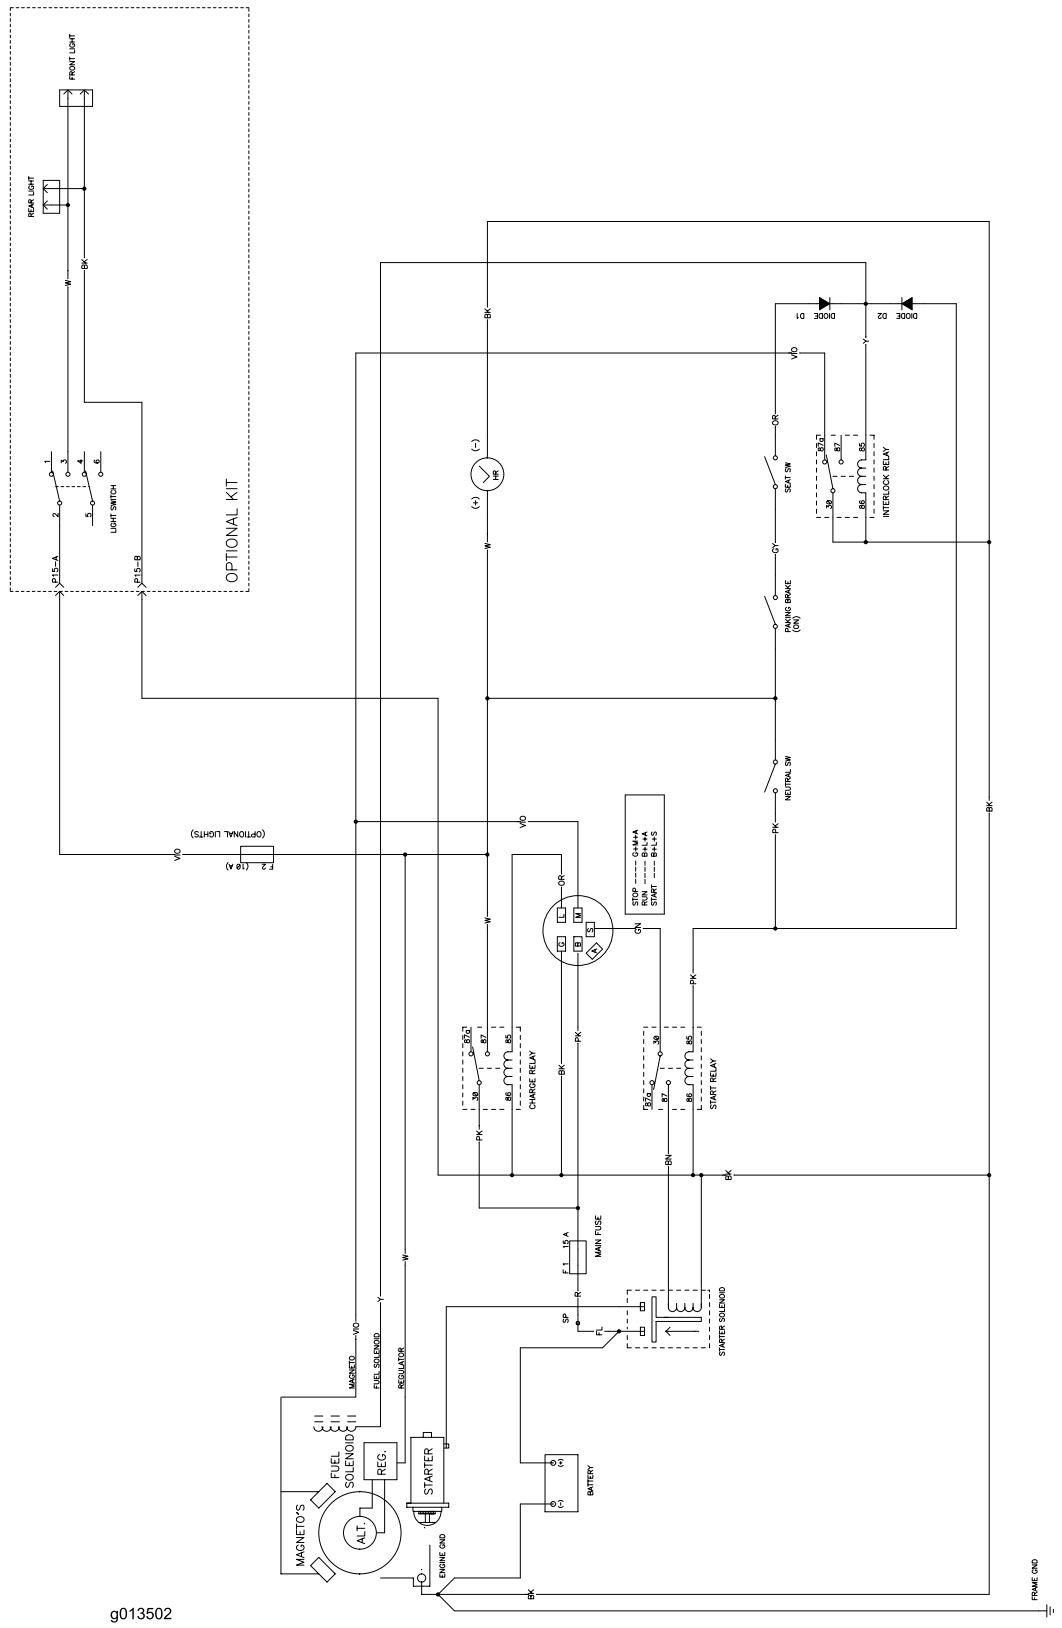 FRONT LIGHT
REAR LIGHT
W
BK
1
3
4
6
2
5
LIGHT SWITCH
P15-A
P15-B
OPTIONAL KIT
BK
VIO
DIODE D1
DIODE D2
Y
OR
(-)
HR
(+)
W
SEAT SW
87a
87
85
30
86
INTERLOCK RELAY
GY
PAKING BRAKE
(ON)
NEUTRAL SW
PK
BK
VIO
(OPTIONAL LIGHTS)
F 2 (10 A)
VIO
STOP ---- G+M+A
RUN ---- B+L+A
START --- B+L+S
OR
L
M
G
B
S
A
GN
W
87a
87
85
30
86
CHARGE RELAY
PK
BK
PK
30
85
87a
87
86
START RELAY
PK
BN
BK
F 1 15 A
MAIN FUSE
R
SP
FL
STARTER SOLENOID
W
Y
VIO
MAGNETO
FUEL SOLENOID
REGULATOR
FUEL
SOLENOID
REG.
STARTER
MAGNETO'S
ALT.
(+)
(-)
BATTERY
ENGINE GND
BK
FRAME GND
g013502